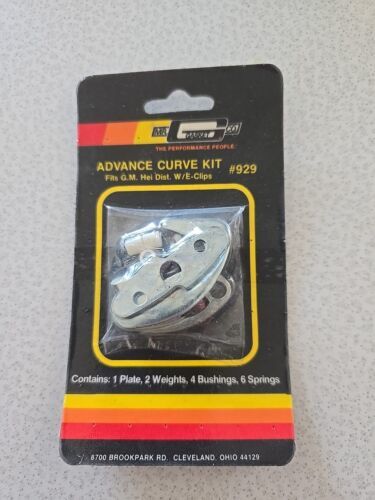 MR. GASKET CO.
THE PERFORMANCE PEOPLE
ADVANCE CURVE KIT #929
Fits G.M. Hei Dist. W/E-Clips
Contains: 1 Plate, 2 Weights, 4 Bushings, 6 Springs
8700 BROOKPARK RD. CLEVELAND, OHIO 44129